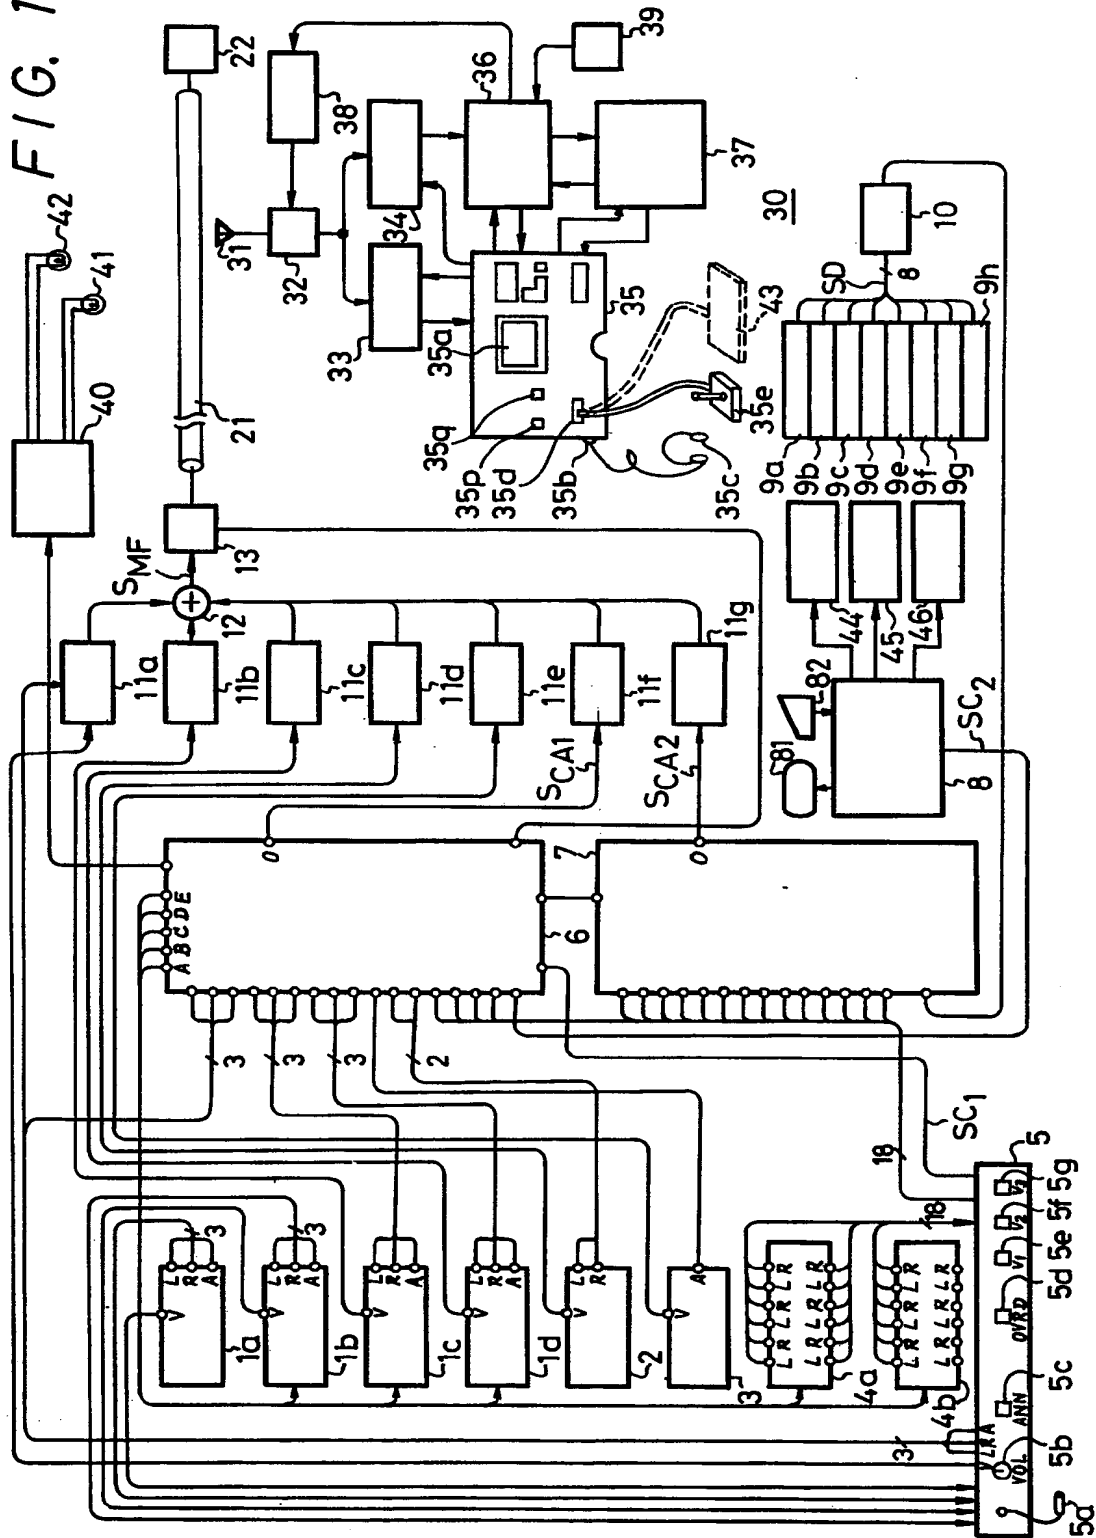 FIG. 1
42
41
40
22
21
13
SMF
12
11a
11b
11c
11d
11e
11f
11g
SCA1
SCA2
31
32
38
33
34
36
39
37
35
35a
35q
35p
35d
35b
35c
35e
43
30
10
SD
8
9a
9b
9c
9d
9e
9f
9g
9h
44
45
46
81
82
8
SC2
A B C D E
O
6
7
O
3
3
3
2
18
SC1
L
R
A
V
3
1a
L
R
A
V
3
1b
L
R
A
V
1c
L
R
A
V
1d
L
R
V
2
A
V
3
L R L R L R
L R L R L R
4a
18
L R L R L R
L R L R L R
4b
3
V L R A
VOL
ANN
OVRD
V1
V2
V3
5
5a
5b
5c
5d
5e
5f
5g